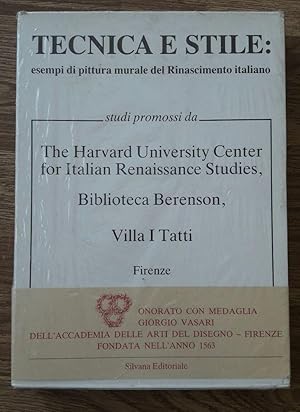 TECNICA E STILE:
esempi di pittura murale del Rinascimento italiano
studi promossi da
The Harvard University Center
for Italian Renaissance Studies,
Biblioteca Berenson,
Villa I Tatti
Firenze
ONORATO CON MEDAGLIA
GIORGIO VASARI
DELL'ACCADEMIA DELLE ARTI DEL DISEGNO - FIRENZE
FONDATA NELL'ANNO 1563
Silvana Editoriale